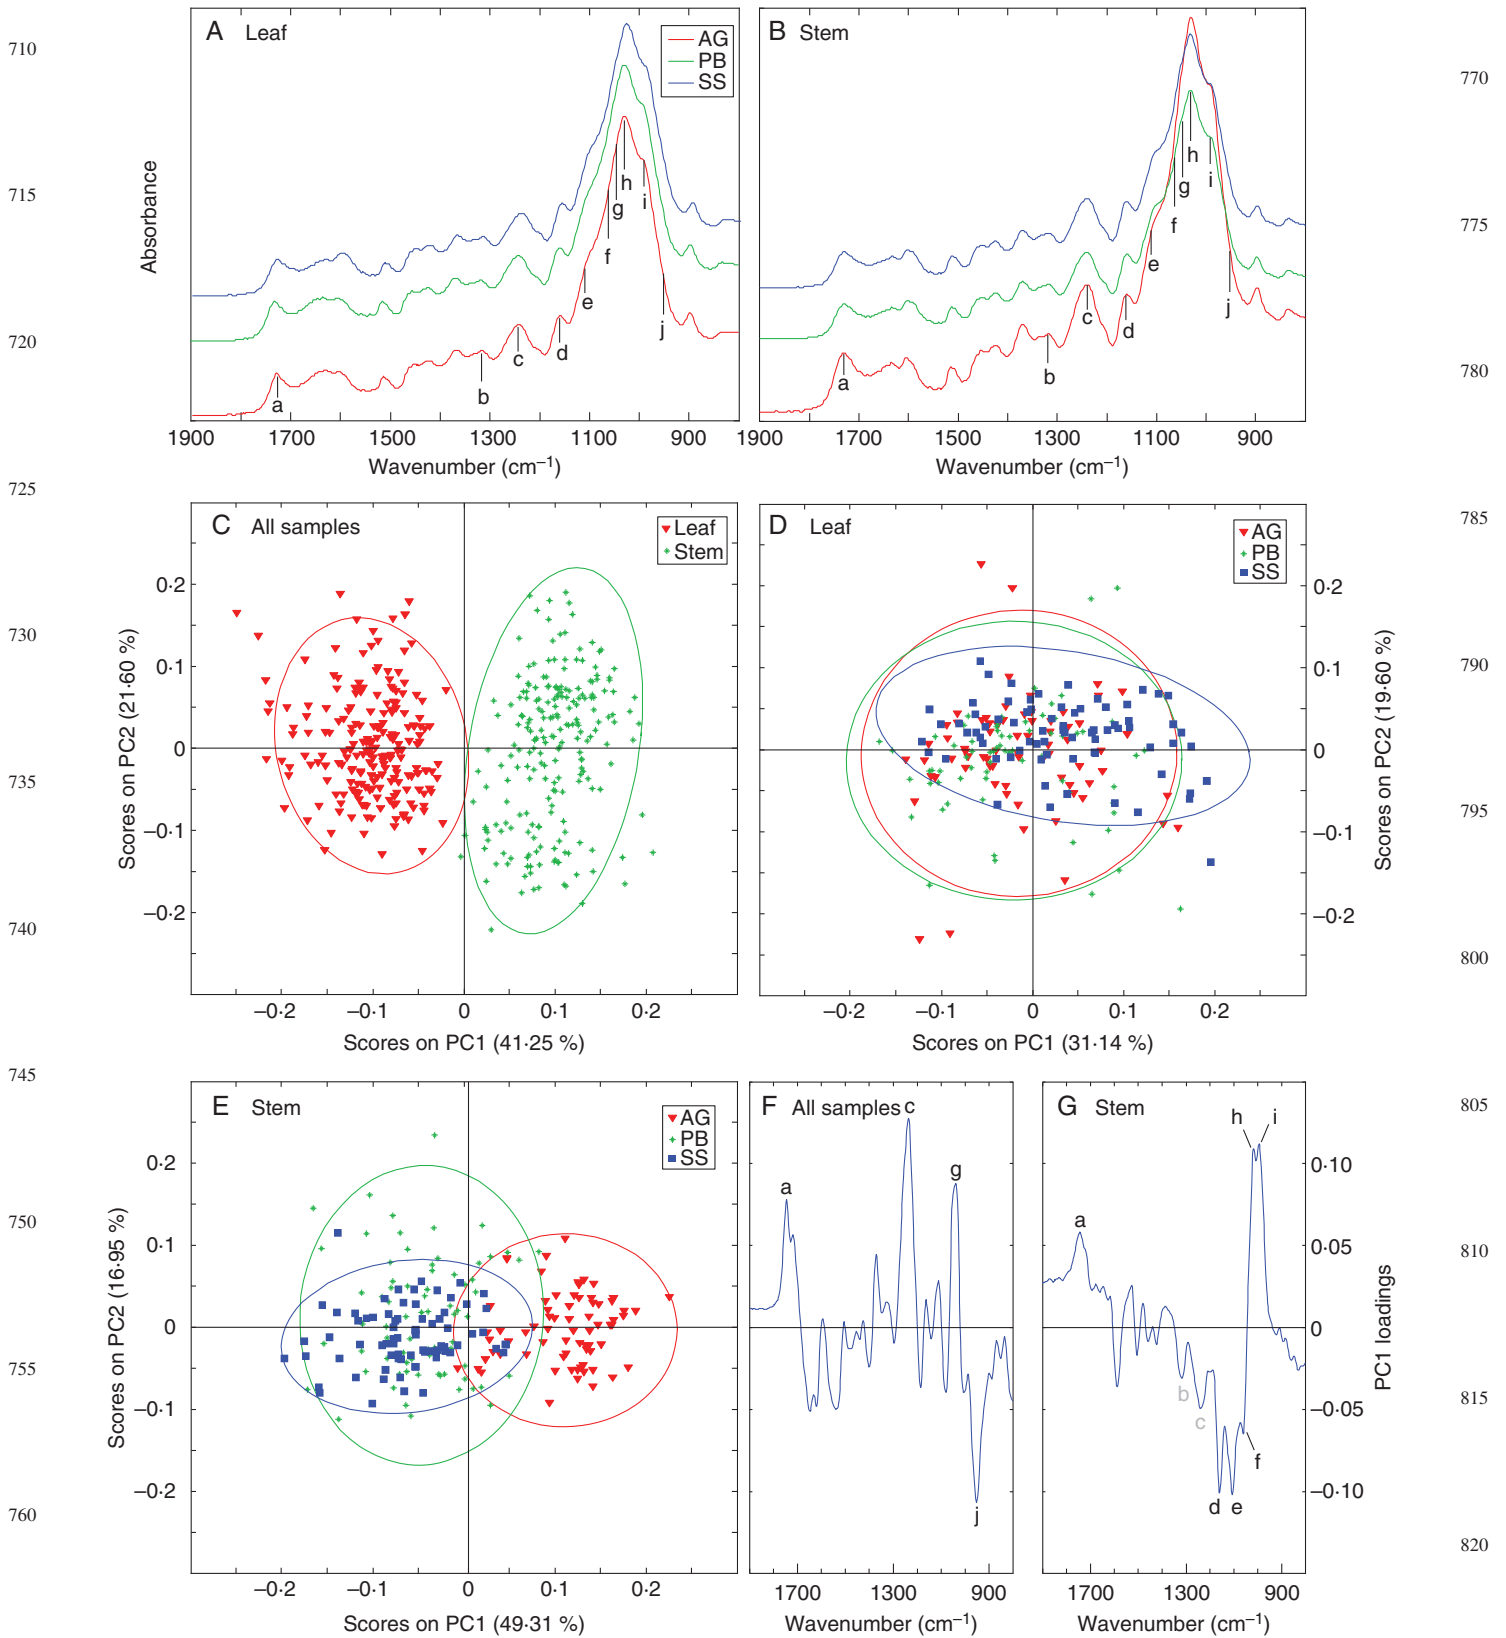 A Leaf
AG
PB
SS
Absorbance
a
b
c
d
e
f
g
h
i
j
1900 1700 1500 1300 1100 900
Wavenumber (cm–1)
B Stem
a
b
c
d
e
f
g
h
i
j
1900 1700 1500 1300 1100 900
Wavenumber (cm–1)
C All samples
Leaf
Stem
Scores on PC2 (21·60 %)
0·2
0·1
0
–0·1
–0·2
–0·2 –0·1 0 0·1 0·2
Scores on PC1 (41·25 %)
D Leaf
AG
PB
SS
0·2
0·1
0
–0·1
–0·2
Scores on PC2 (19·60 %)
–0·2 –0·1 0 0·1 0·2
Scores on PC1 (31·14 %)
E Stem
AG
PB
SS
Scores on PC2 (16·95 %)
0·2
0·1
0
–0·1
–0·2
–0·2 –0·1 0 0·1 0·2
Scores on PC1 (49·31 %)
F All samples
a
c
g
j
1700 1300 900
Wavenumber (cm–1)
G Stem
a
b
c
d
e
f
h
i
0·10
0·05
0
–0·05
–0·10
PC1 loadings
1700 1300 900
Wavenumber (cm–1)
710
715
720
725
730
735
740
745
750
755
760
770
775
780
785
790
795
800
805
810
815
820